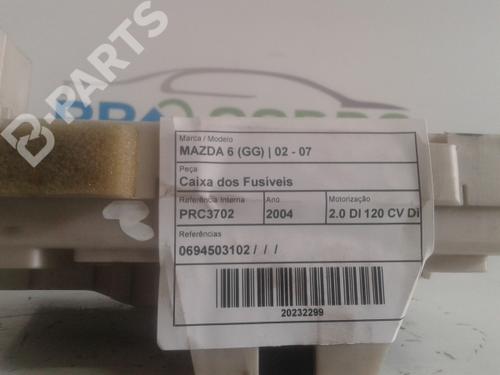 B-PARTS
Marca / Modelo
MAZDA 6 (GG) | 02 - 07
Peça
Caixa dos Fusíveis
Referência Interna Ano Motorização
PRC3702 2004 2.0 DI 120 CV Di
Referências
0694503102 / / /
20232299